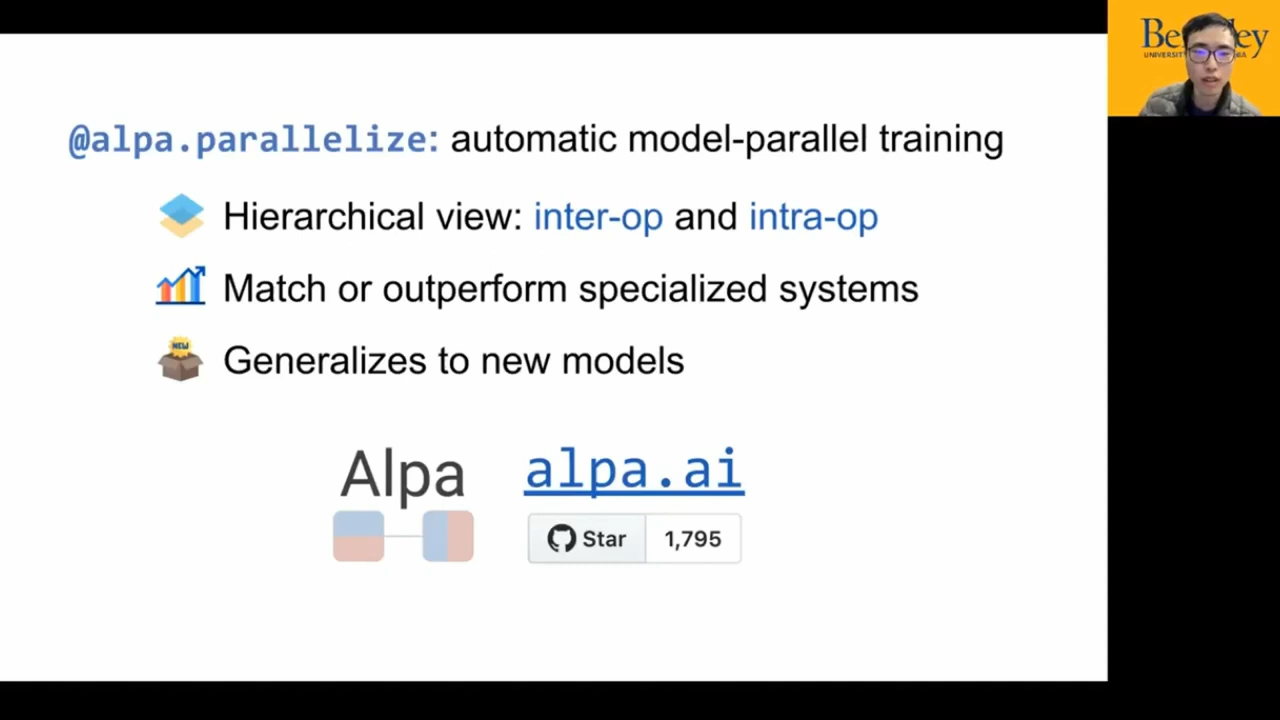 @alpa.parallelize: automatic model-parallel training
Hierarchical view: inter-op and intra-op
Match or outperform specialized systems
NEW
Generalizes to new models
Alpa
alpa.ai
Star 1,795